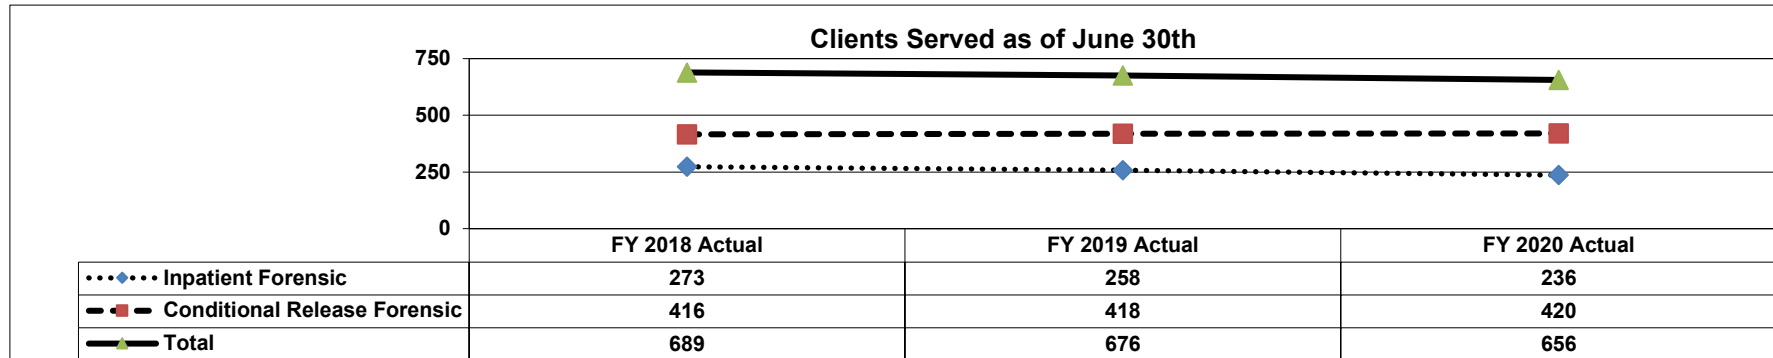 Clients Served as of June 30th
750
500
250
0
FY 2018 Actual FY 2019 Actual FY 2020 Actual
Inpatient Forensic 273 258 236
Conditional Release Forensic 416 418 420
Total 689 676 656